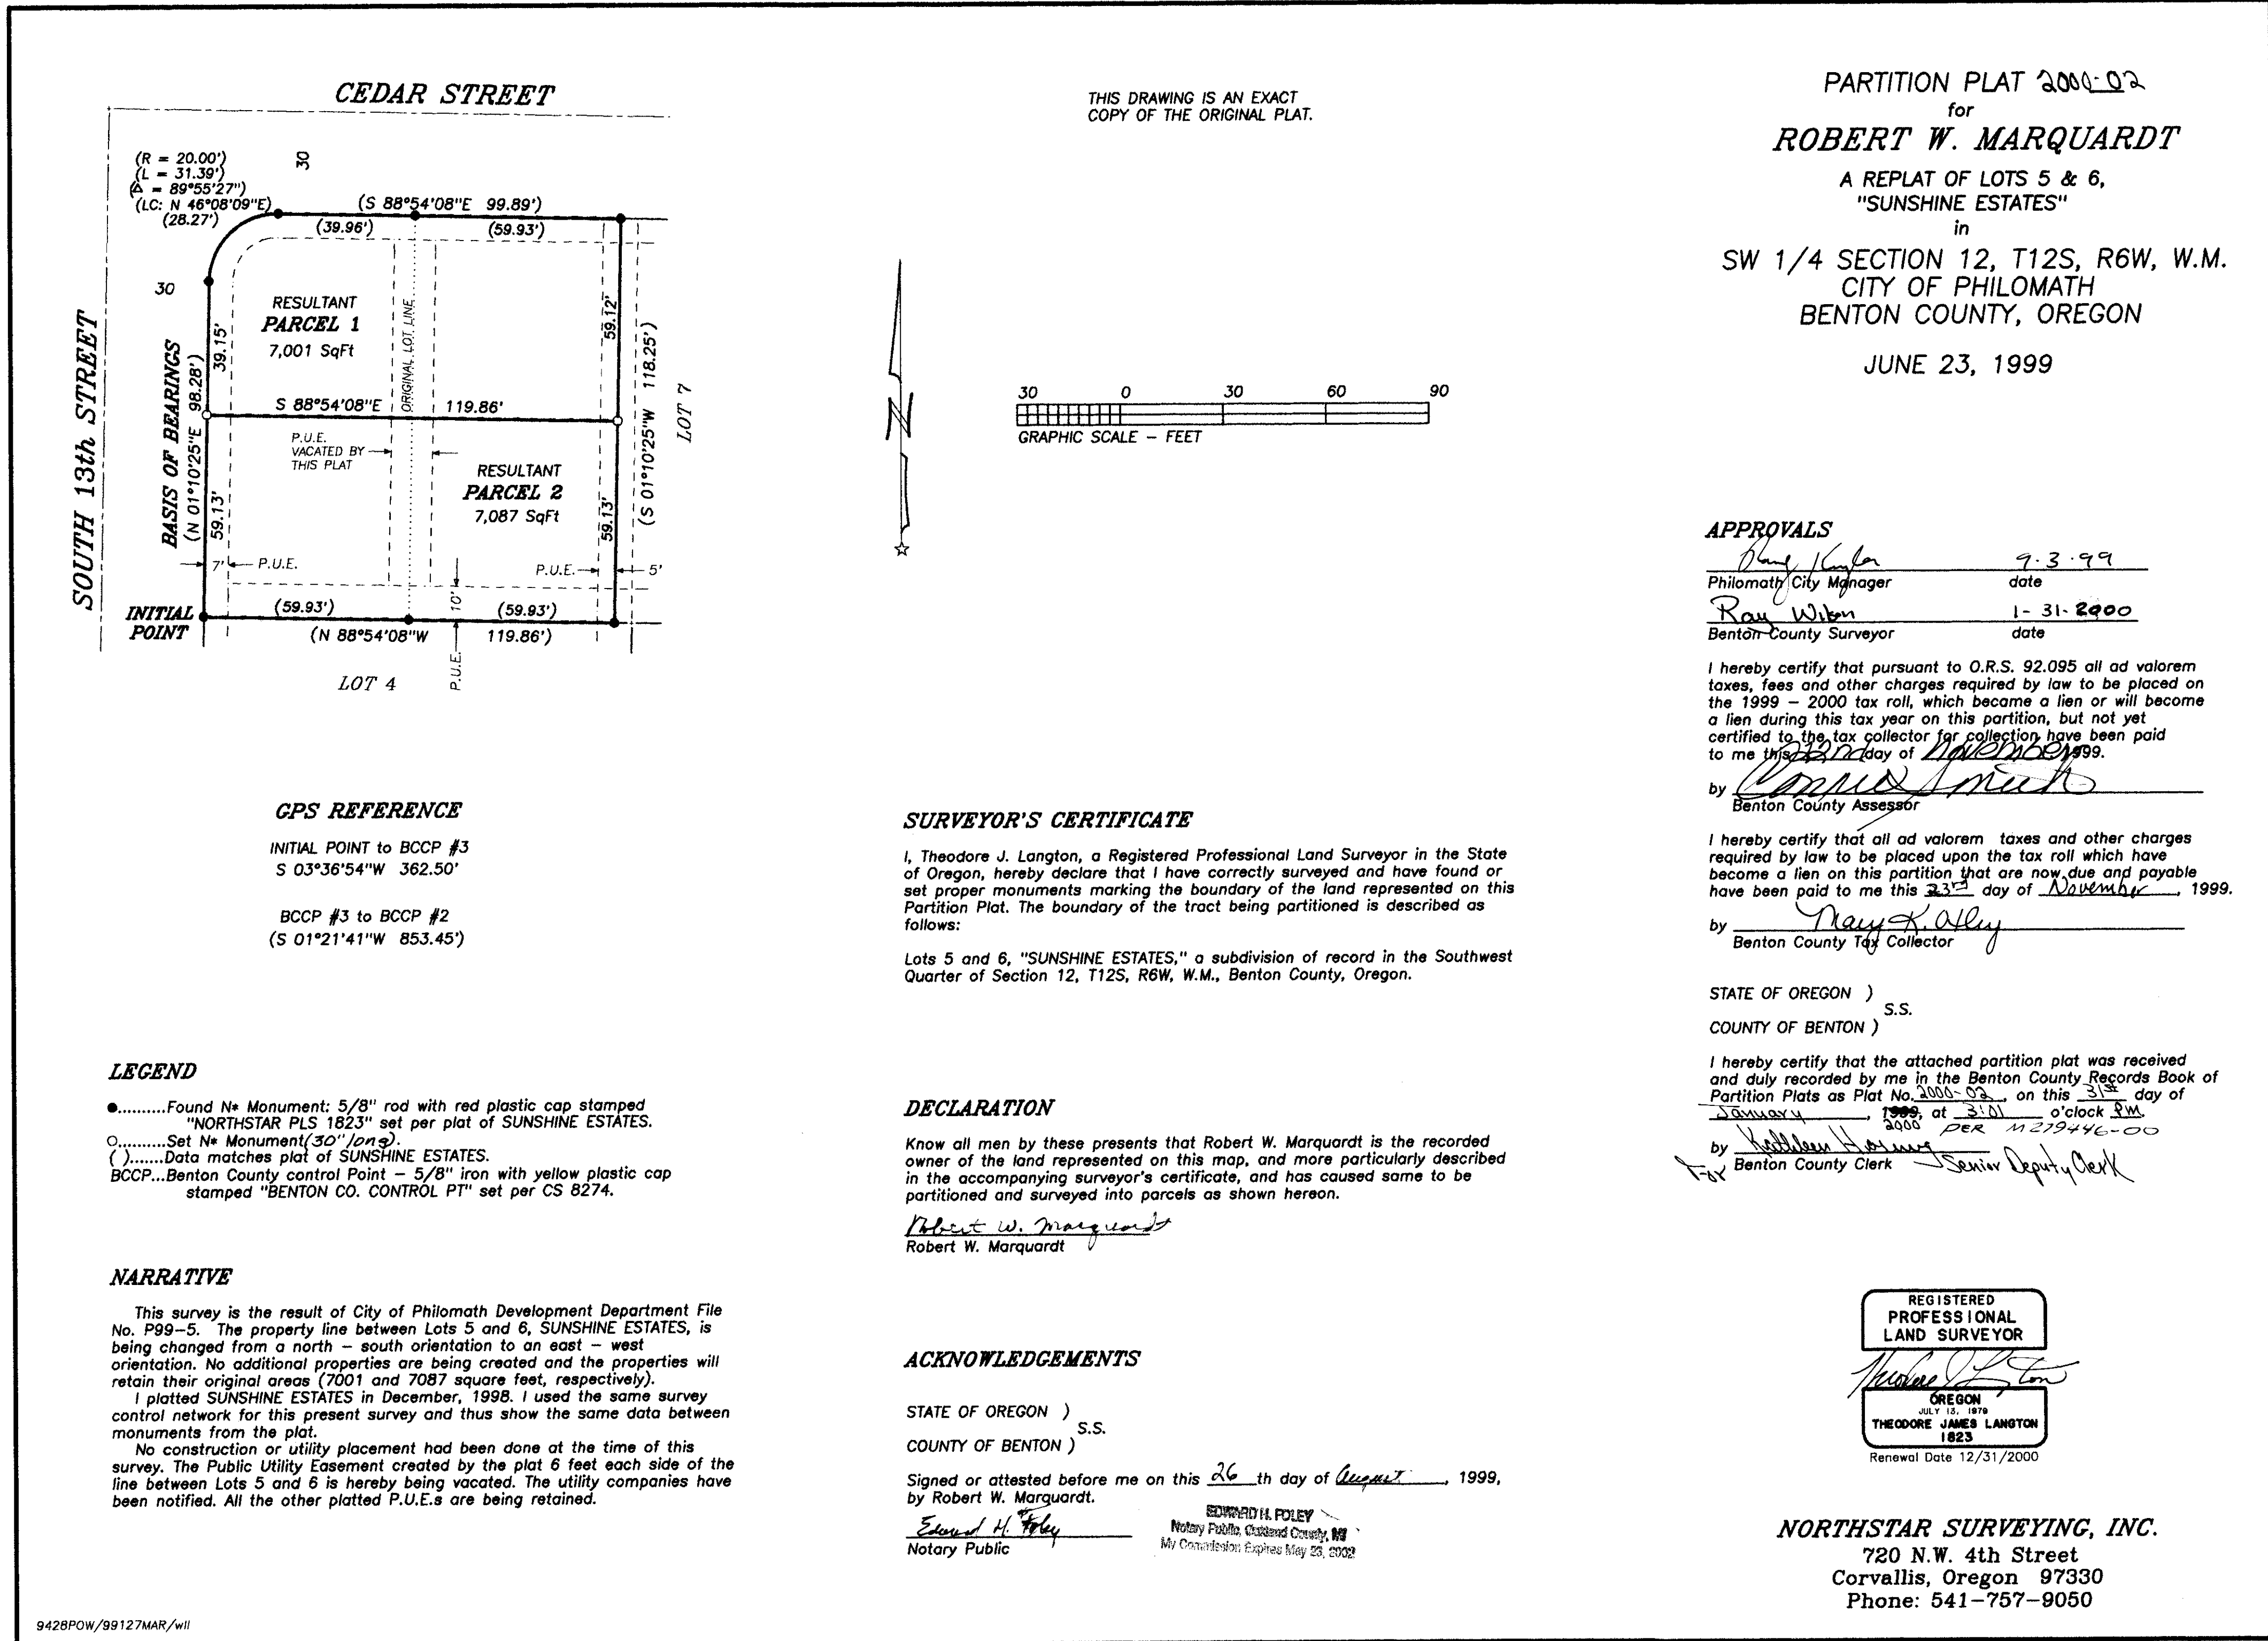 CEDAR STREET
(R = 20.00')
(L = 31.39')
(Δ = 89°55'27")
(LC: N 46°08'09"E)
(28.27')
30
30
(S 88°54'08"E 99.89')
(39.96')
(59.93')
SOUTH 13th STREET
BASIS OF BEARINGS
(N 01°10'25"E 98.28')
39.15'
59.13'
RESULTANT
PARCEL 1
7,001 SqFt
ORIGINAL LOT LINE
59.12'
(S 01°10'25"W 118.25')
LOT 7
S 88°54'08"E 119.86'
P.U.E.
VACATED BY
THIS PLAT
RESULTANT
PARCEL 2
7,087 SqFt
59.13'
7'
P.U.E.
P.U.E.
5'
INITIAL
POINT
(59.93')
10'
(59.93')
(N 88°54'08"W 119.86')
P.U.E.
LOT 4
THIS DRAWING IS AN EXACT
COPY OF THE ORIGINAL PLAT.
N
30 0 30 60 90
GRAPHIC SCALE – FEET
GPS REFERENCE
INITIAL POINT to BCCP #3
S 03°36'54"W 362.50'
BCCP #3 to BCCP #2
(S 01°21'41"W 853.45')
LEGEND
●..........Found N* Monument: 5/8" rod with red plastic cap stamped
"NORTHSTAR PLS 1823" set per plat of SUNSHINE ESTATES.
○..........Set N* Monument(30" long).
( ).......Data matches plat of SUNSHINE ESTATES.
BCCP...Benton County control Point – 5/8" iron with yellow plastic cap
stamped "BENTON CO. CONTROL PT" set per CS 8274.
NARRATIVE
This survey is the result of City of Philomath Development Department File
No. P99–5. The property line between Lots 5 and 6, SUNSHINE ESTATES, is
being changed from a north – south orientation to an east – west
orientation. No additional properties are being created and the properties will
retain their original areas (7001 and 7087 square feet, respectively).
I platted SUNSHINE ESTATES in December, 1998. I used the same survey
control network for this present survey and thus show the same data between
monuments from the plat.
No construction or utility placement had been done at the time of this
survey. The Public Utility Easement created by the plat 6 feet each side of the
line between Lots 5 and 6 is hereby being vacated. The utility companies have
been notified. All the other platted P.U.E.s are being retained.
9428POW/99127MAR/wll
SURVEYOR'S CERTIFICATE
I, Theodore J. Langton, a Registered Professional Land Surveyor in the State
of Oregon, hereby declare that I have correctly surveyed and have found or
set proper monuments marking the boundary of the land represented on this
Partition Plat. The boundary of the tract being partitioned is described as
follows:
Lots 5 and 6, "SUNSHINE ESTATES," a subdivision of record in the Southwest
Quarter of Section 12, T12S, R6W, W.M., Benton County, Oregon.
DECLARATION
Know all men by these presents that Robert W. Marquardt is the recorded
owner of the land represented on this map, and more particularly described
in the accompanying surveyor's certificate, and has caused same to be
partitioned and surveyed into parcels as shown hereon.
Robert W. Marquardt
Robert W. Marquardt
ACKNOWLEDGEMENTS
STATE OF OREGON )
S.S.
COUNTY OF BENTON )
Signed or attested before me on this 26 th day of August, 1999,
by Robert W. Marquardt.
Edward H. Foley
Notary Public
EDWARD H. FOLEY
Notary Public, Oakland County, MI
My Commission Expires May 23, 2002
PARTITION PLAT 2000-02
for
ROBERT W. MARQUARDT
A REPLAT OF LOTS 5 & 6,
"SUNSHINE ESTATES"
in
SW 1/4 SECTION 12, T12S, R6W, W.M.
CITY OF PHILOMATH
BENTON COUNTY, OREGON
JUNE 23, 1999
APPROVALS
9·3·99
Philomath City Manager date
Ray Wilson 1-31-2000
Benton County Surveyor date
I hereby certify that pursuant to O.R.S. 92.095 all ad valorem
taxes, fees and other charges required by law to be placed on
the 1999 – 2000 tax roll, which became a lien or will become
a lien during this tax year on this partition, but not yet
certified to the tax collector for collection have been paid
to me this 22nd day of November 1999.
by Smith
Benton County Assessor
I hereby certify that all ad valorem taxes and other charges
required by law to be placed upon the tax roll which have
become a lien on this partition that are now due and payable
have been paid to me this 23rd day of November, 1999.
by Mary K. Otley
Benton County Tax Collector
STATE OF OREGON )
S.S.
COUNTY OF BENTON )
I hereby certify that the attached partition plat was received
and duly recorded by me in the Benton County Records Book of
Partition Plats as Plat No. 2000-02, on this 31st day of
January, 1999, at 3:01 o'clock P.M.
2000 PER M279446-00
by Kathleen
For Benton County Clerk Senior Deputy Clerk
REGISTERED
PROFESSIONAL
LAND SURVEYOR
OREGON
JULY 13, 1979
THEODORE JAMES LANGTON
1823
Renewal Date 12/31/2000
NORTHSTAR SURVEYING, INC.
720 N.W. 4th Street
Corvallis, Oregon 97330
Phone: 541–757–9050